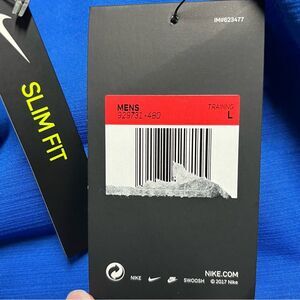 IM#623477
SLIM FIT
MENS TRAINING
929731-480 L
NIKE SWOOSH NIKE.COM
© 2017 Nike